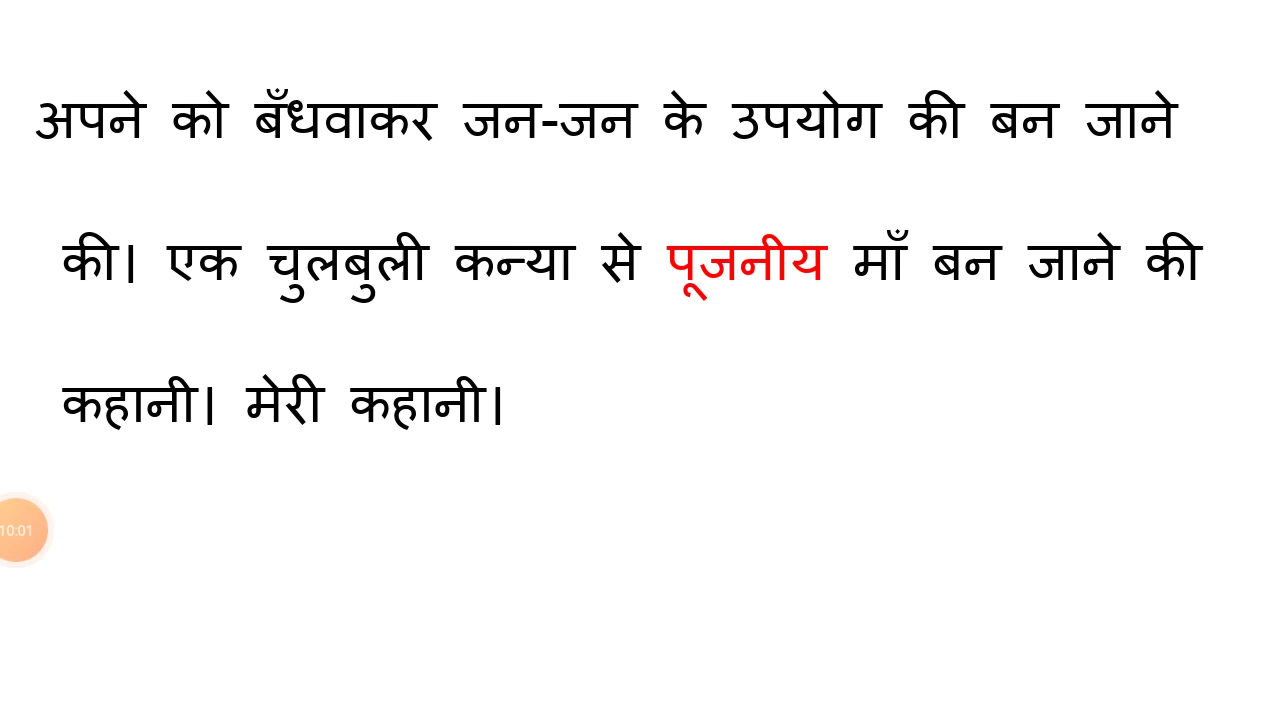 अपने को बँधवाकर जन-जन के उपयोग की बन जाने
की। एक चुलबुली कन्या से पूजनीय माँ बन जाने की
कहानी। मेरी कहानी।
10:01